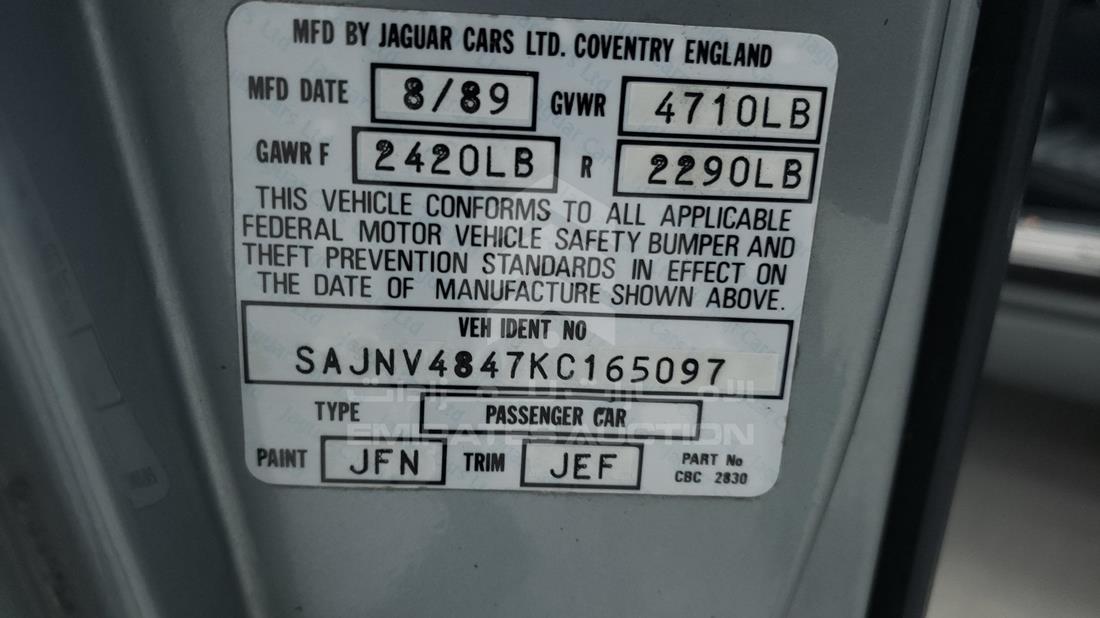 MFD BY JAGUAR CARS LTD. COVENTRY ENGLAND
MFD DATE 8/89 GVWR 4710LB
GAWR F 2420LB R 2290LB
THIS VEHICLE CONFORMS TO ALL APPLICABLE
FEDERAL MOTOR VEHICLE SAFETY BUMPER AND
THEFT PREVENTION STANDARDS IN EFFECT ON
THE DATE OF MANUFACTURE SHOWN ABOVE.
VEH IDENT NO
SAJNV4847KC165097
الإمارات للمزادات
TYPE PASSENGER CAR
EMIRATES AUCTION
PAINT JFN TRIM JEF PART No
CBC 2830